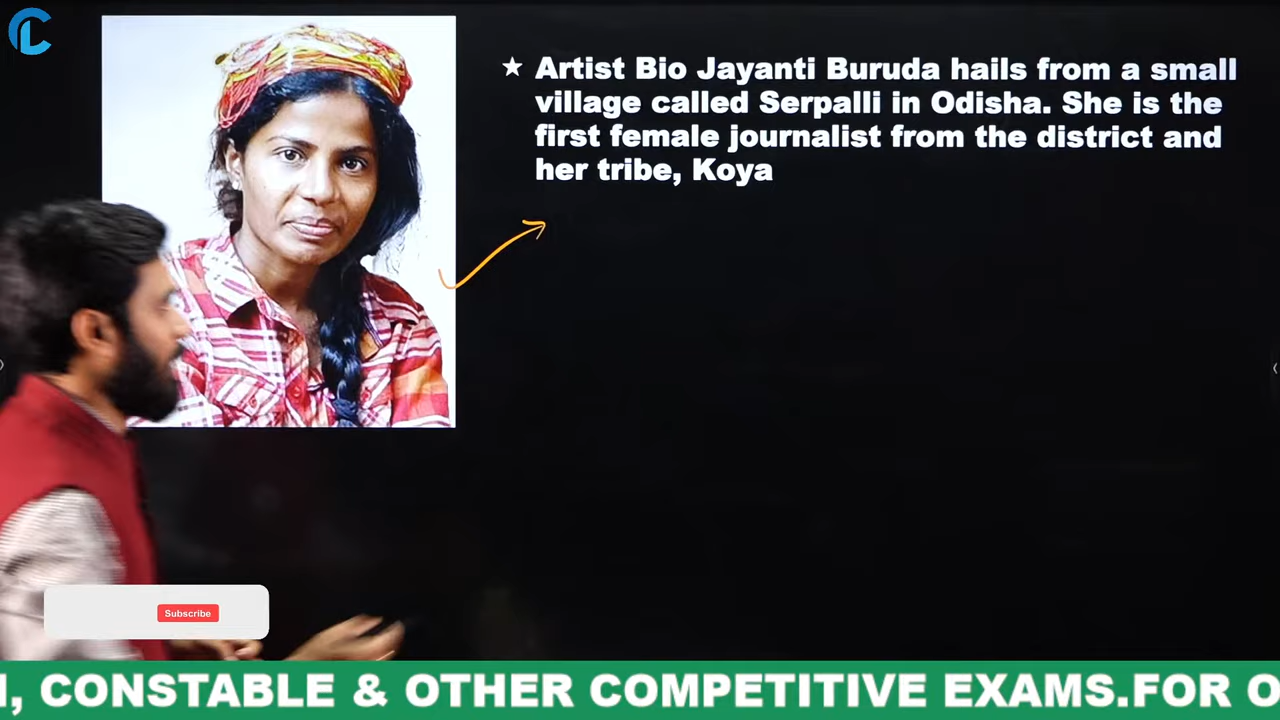 ★ Artist Bio Jayanti Buruda hails from a small
village called Serpalli in Odisha. She is the
first female journalist from the district and
her tribe, Koya
Subscribe
, CONSTABLE & OTHER COMPETITIVE EXAMS.FOR O